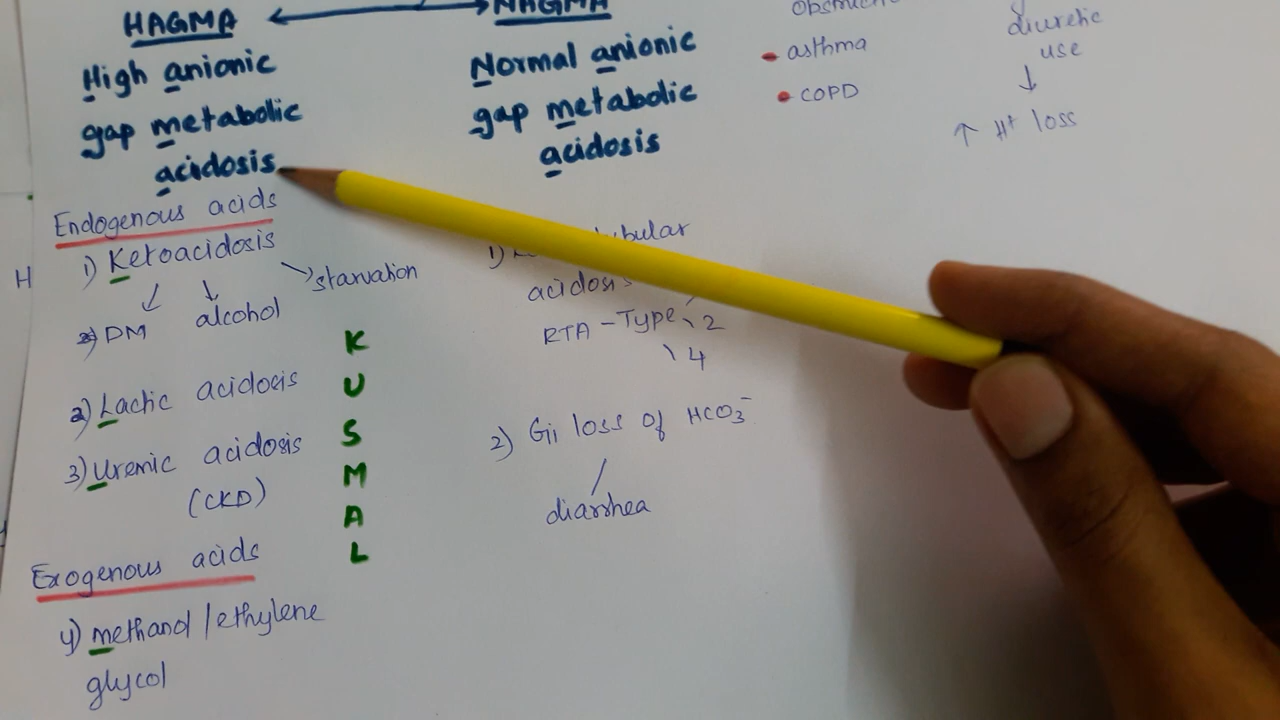 HAGMA
High anionic
gap metabolic
acidosis
Endogenous acids
1) Ketoacidosis
starvation
DM
alcohol
2) Lactic acidosis
3) Uremic acidosis
(CKD)
Exogenous acids
4) methanol / ethylene
glycol
H
K
U
S
M
A
L
NAGMA
Normal anionic
gap metabolic
acidosis
1)
acidosis
RTA - Type 2
4
2) Gi loss of HCO3-
diarrhea
asthma
COPD
diuretic
use
↓
↑ H+ loss